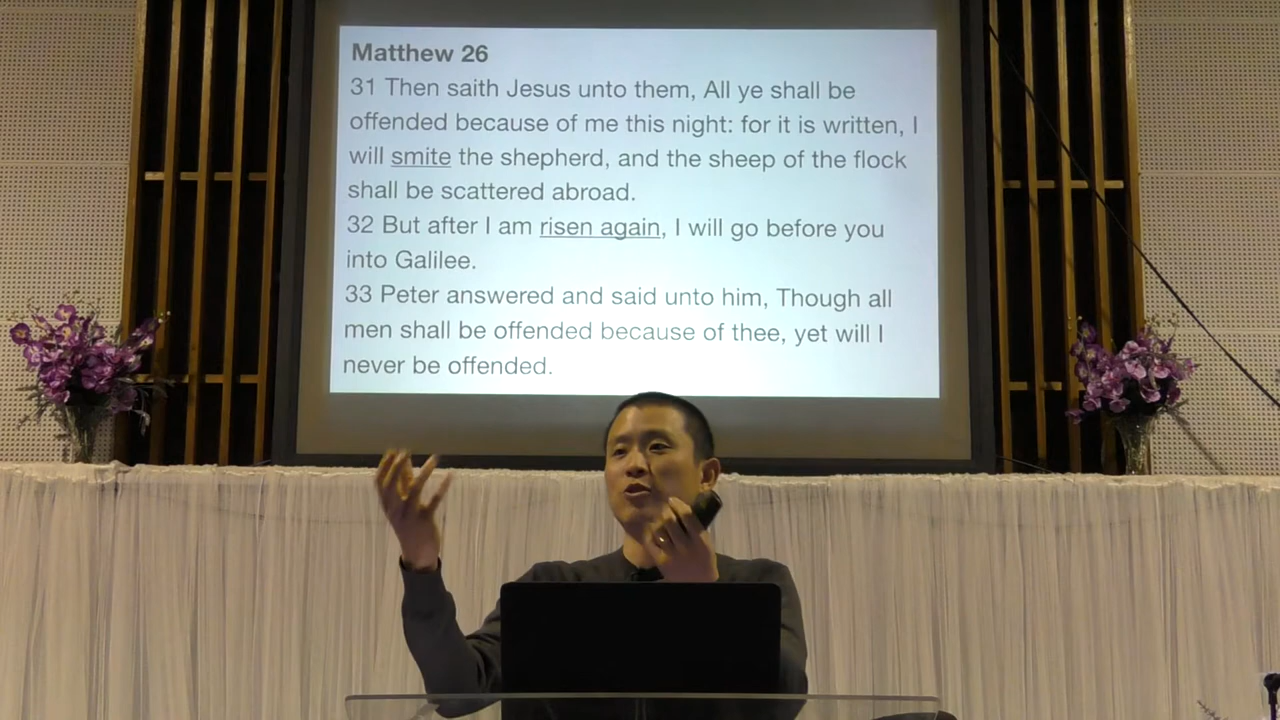 Matthew 26
31 Then saith Jesus unto them, All ye shall be
offended because of me this night: for it is written, I
will smite the shepherd, and the sheep of the flock
shall be scattered abroad.
32 But after I am risen again, I will go before you
into Galilee.
33 Peter answered and said unto him, Though all
men shall be offended because of thee, yet will I
never be offended.